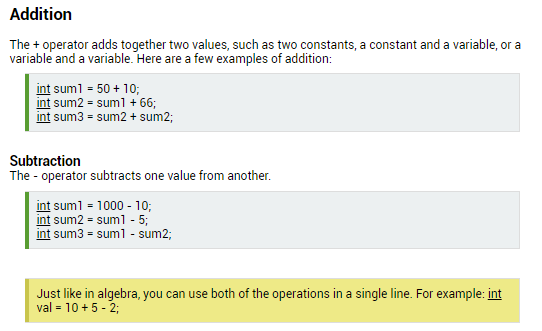 Addition
The + operator adds together two values, such as two constants, a constant and a variable, or a
variable and a variable. Here are a few examples of addition:
int sum1 = 50 + 10;
int sum2 = sum1 + 66;
int sum3 = sum2 + sum2;
Subtraction
The - operator subtracts one value from another.
int sum1 = 1000 - 10;
int sum2 = sum1 - 5;
int sum3 = sum1 - sum2;
Just like in algebra, you can use both of the operations in a single line. For example: int
val = 10 + 5 - 2;